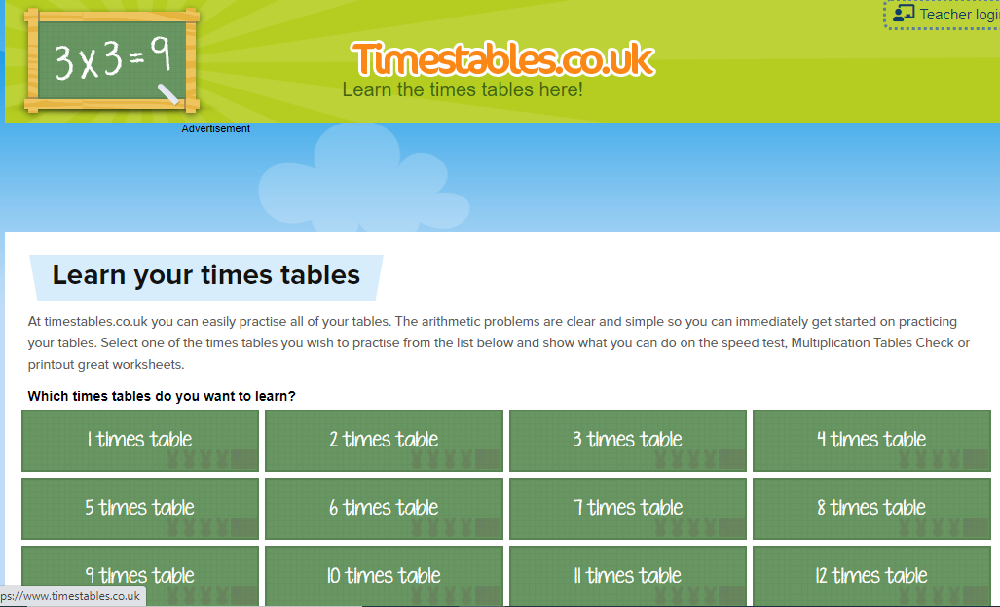 3x3=9
Teacher logi
Timestables.co.uk
Learn the times tables here!
Advertisement
Learn your times tables
At timestables.co.uk you can easily practise all of your tables. The arithmetic problems are clear and simple so you can immediately get started on practicing
your tables. Select one of the times tables you wish to practise from the list below and show what you can do on the speed test, Multiplication Tables Check or
printout great worksheets.
Which times tables do you want to learn?
1 times table
2 times table
3 times table
4 times table
5 times table
6 times table
7 times table
8 times table
9 times table
10 times table
11 times table
12 times table
ps://www.timestables.co.uk